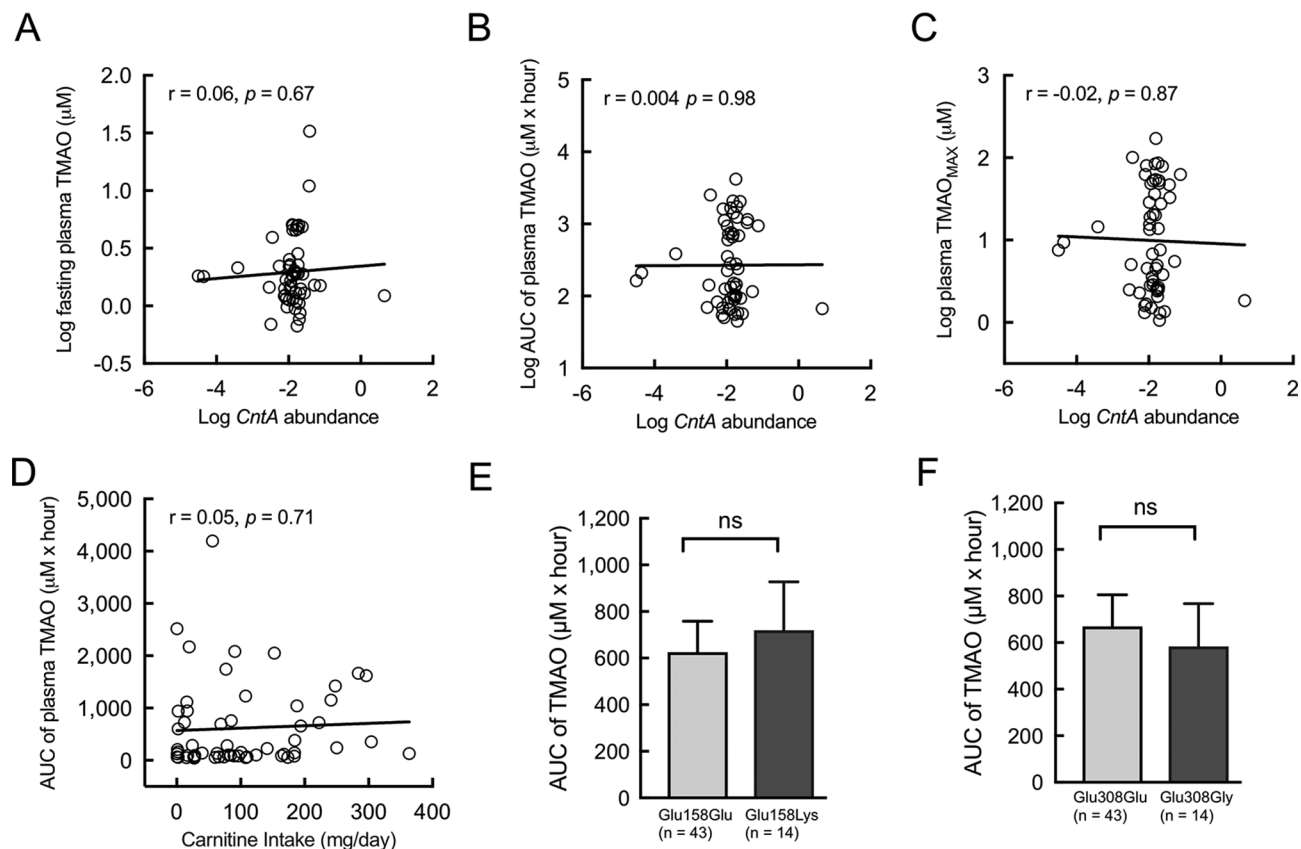 A
Log fasting plasma TMAO (μM)
r = 0.06, p = 0.67
2.0
1.5
1.0
0.5
0.0
-0.5
-6
-4
-2
0
2
Log CntA abundance
B
Log AUC of plasma TMAO (μM x hour)
r = 0.004 p = 0.98
5
4
3
2
1
-6
-4
-2
0
2
Log CntA abundance
C
Log plasma TMAOMAX (μM)
r = -0.02, p = 0.87
3
2
1
0
-6
-4
-2
0
2
Log CntA abundance
D
AUC of plasma TMAO (μM x hour)
r = 0.05, p = 0.71
5,000
4,000
3,000
2,000
1,000
0
0
100
200
300
400
Carnitine Intake (mg/day)
E
AUC of TMAO (μM x hour)
ns
1,200
1,000
800
600
400
200
0
Glu158Glu
(n = 43)
Glu158Lys
(n = 14)
F
AUC of TMAO (μM x hour)
ns
1,200
1,000
800
600
400
200
0
Glu308Glu
(n = 43)
Glu308Gly
(n = 14)